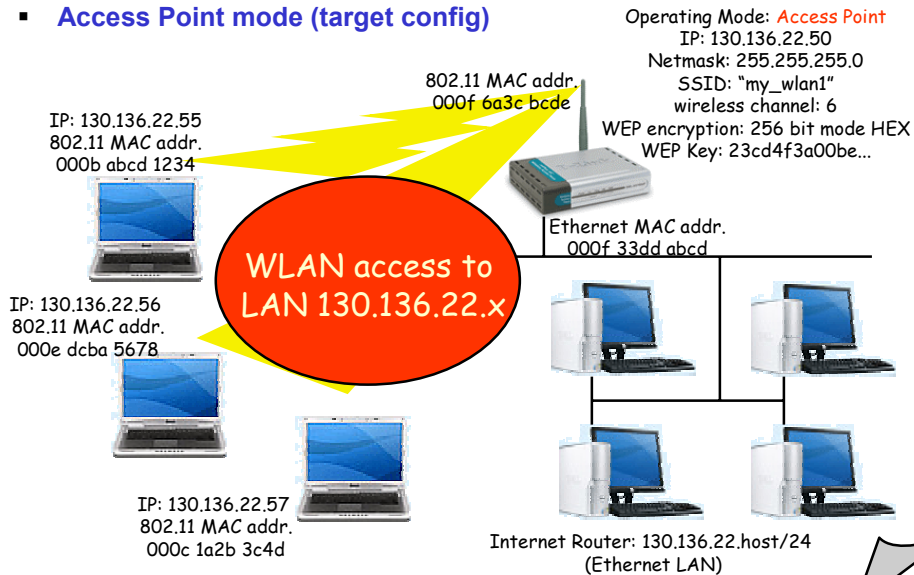 ▪ Access Point mode (target config)
Operating Mode: Access Point
IP: 130.136.22.50
Netmask: 255.255.255.0
SSID: “my_wlan1”
wireless channel: 6
WEP encryption: 256 bit mode HEX
WEP Key: 23cd4f3a00be...
802.11 MAC addr.
000f 6a3c bcde
IP: 130.136.22.55
802.11 MAC addr.
000b abcd 1234
Ethernet MAC addr.
000f 33dd abcd
WLAN access to
LAN 130.136.22.x
IP: 130.136.22.56
802.11 MAC addr.
000e dcba 5678
IP: 130.136.22.57
802.11 MAC addr.
000c 1a2b 3c4d
Internet Router: 130.136.22.host/24
(Ethernet LAN)